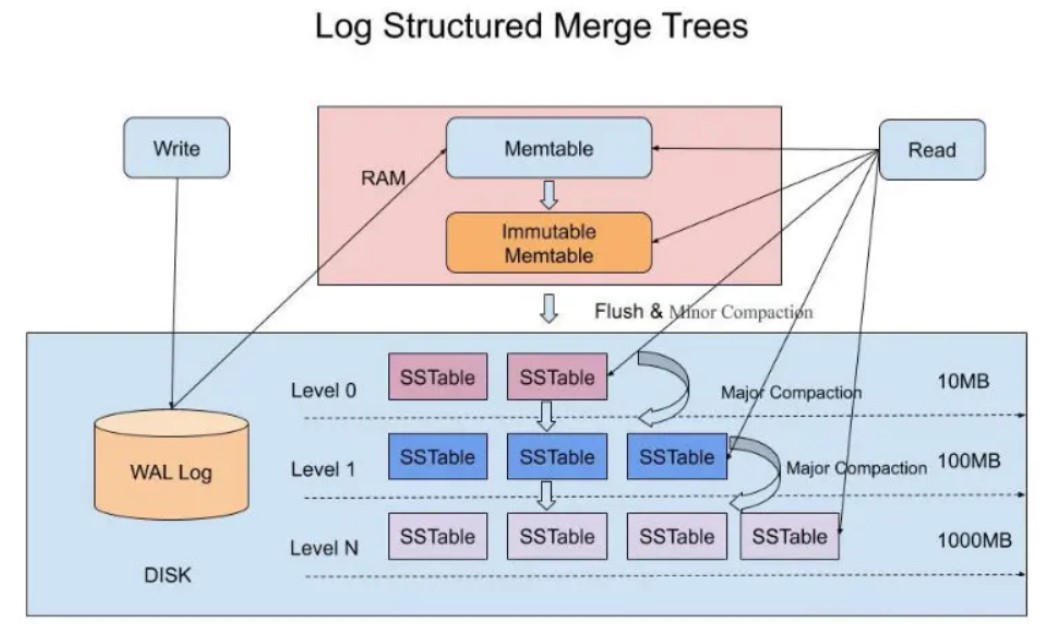 Log Structured Merge Trees
Write
Memtable
Read
RAM
Immutable
Memtable
Flush & Minor Compaction
Level 0
SSTable
SSTable
Major Compaction
10MB
Level 1
SSTable
SSTable
SSTable
Major Compaction
100MB
WAL Log
Level N
SSTable
SSTable
SSTable
SSTable
1000MB
DISK